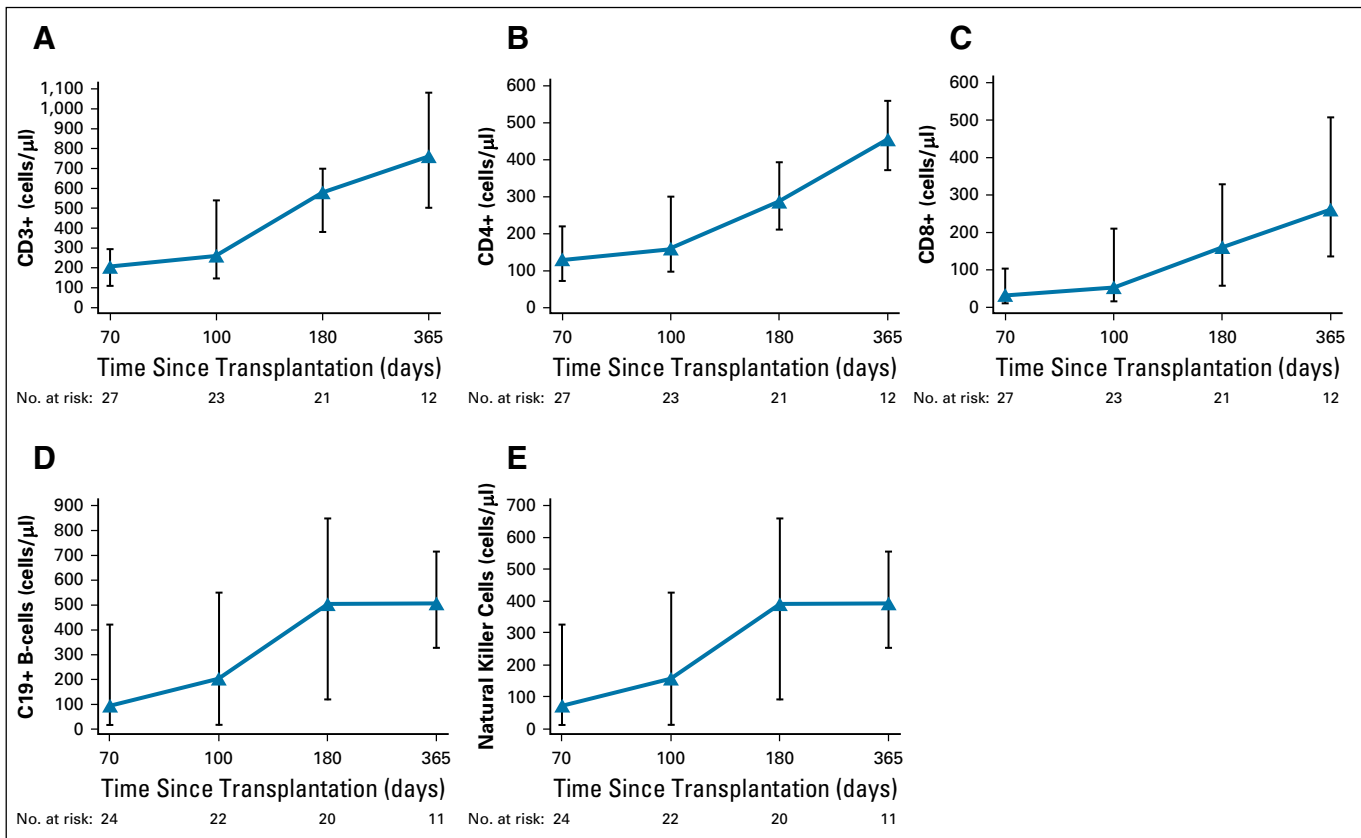 A
CD3+ (cells/µl)
1,100
1,000
900
800
700
600
500
400
300
200
100
0
70 100 180 365
Time Since Transplantation (days)
No. at risk: 27 23 21 12
B
CD4+ (cells/µl)
600
500
400
300
200
100
0
70 100 180 365
Time Since Transplantation (days)
No. at risk: 27 23 21 12
C
CD8+ (cells/µl)
600
500
400
300
200
100
0
70 100 180 365
Time Since Transplantation (days)
No. at risk: 27 23 21 12
D
C19+ B-cells (cells/µl)
900
800
700
600
500
400
300
200
100
0
70 100 180 365
Time Since Transplantation (days)
No. at risk: 24 22 20 11
E
Natural Killer Cells (cells/µl)
700
600
500
400
300
200
100
0
70 100 180 365
Time Since Transplantation (days)
No. at risk: 24 22 20 11